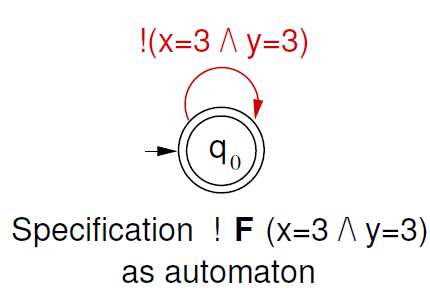 !(x=3 /\ y=3)
q0
Specification ! F (x=3 /\ y=3)
as automaton